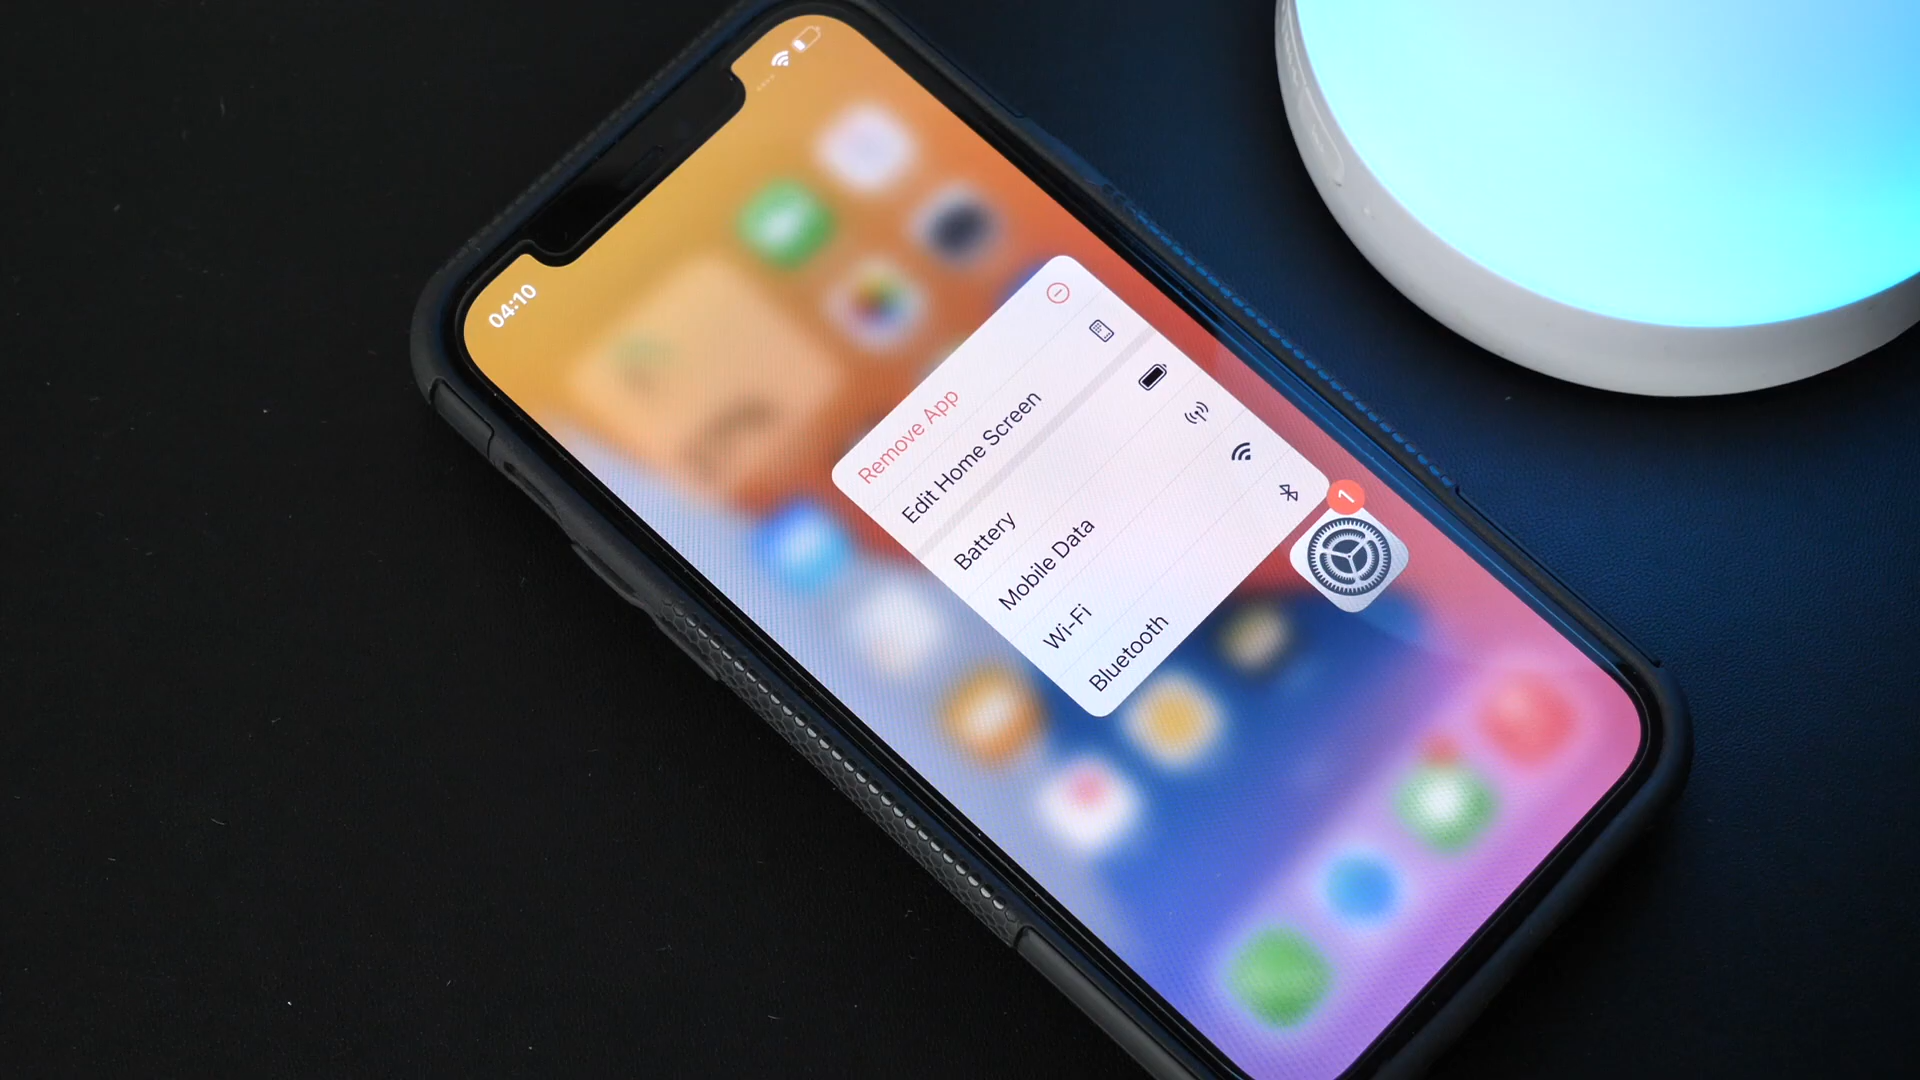 04:10
Remove App
Edit Home Screen
Battery
Mobile Data
Wi-Fi
Bluetooth
1